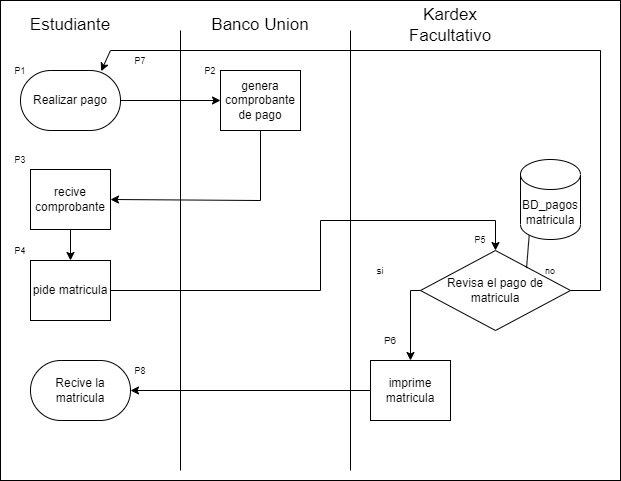 Estudiante
Banco Union
Kardex
Facultativo
P1
Realizar pago
P7
P2
genera
comprobante
de pago
P3
recive
comprobante
BD_pagos
matricula
P4
pide matricula
P5
si
no
Revisa el pago de
matricula
P6
imprime
matricula
P8
Recive la
matricula